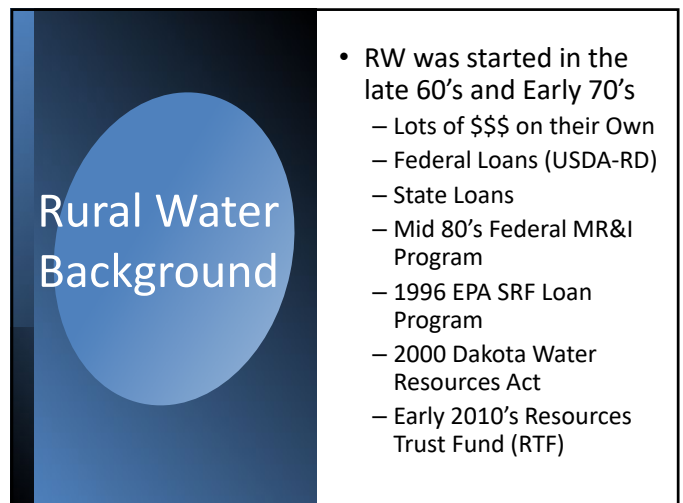 Rural Water
Background
• RW was started in the
late 60’s and Early 70’s
– Lots of $$$ on their Own
– Federal Loans (USDA-RD)
– State Loans
– Mid 80’s Federal MR&I
Program
– 1996 EPA SRF Loan
Program
– 2000 Dakota Water
Resources Act
– Early 2010’s Resources
Trust Fund (RTF)